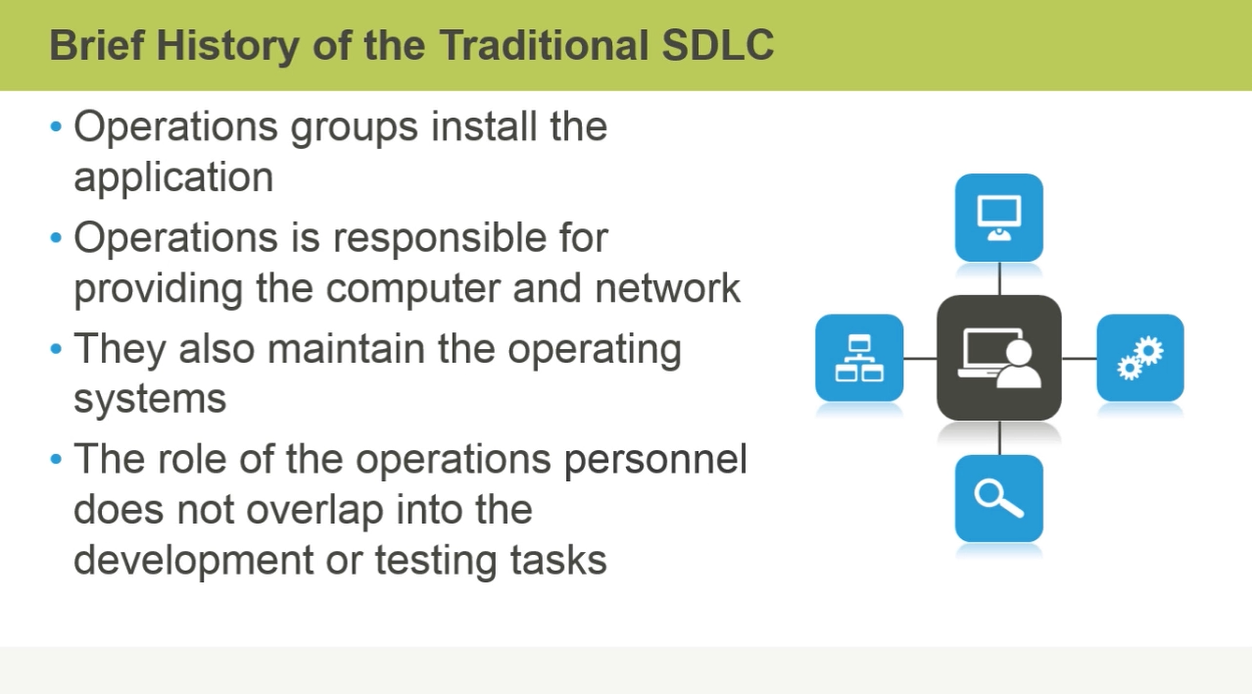 Brief History of the Traditional SDLC
• Operations groups install the
application
• Operations is responsible for
providing the computer and network
• They also maintain the operating
systems
• The role of the operations personnel
does not overlap into the
development or testing tasks